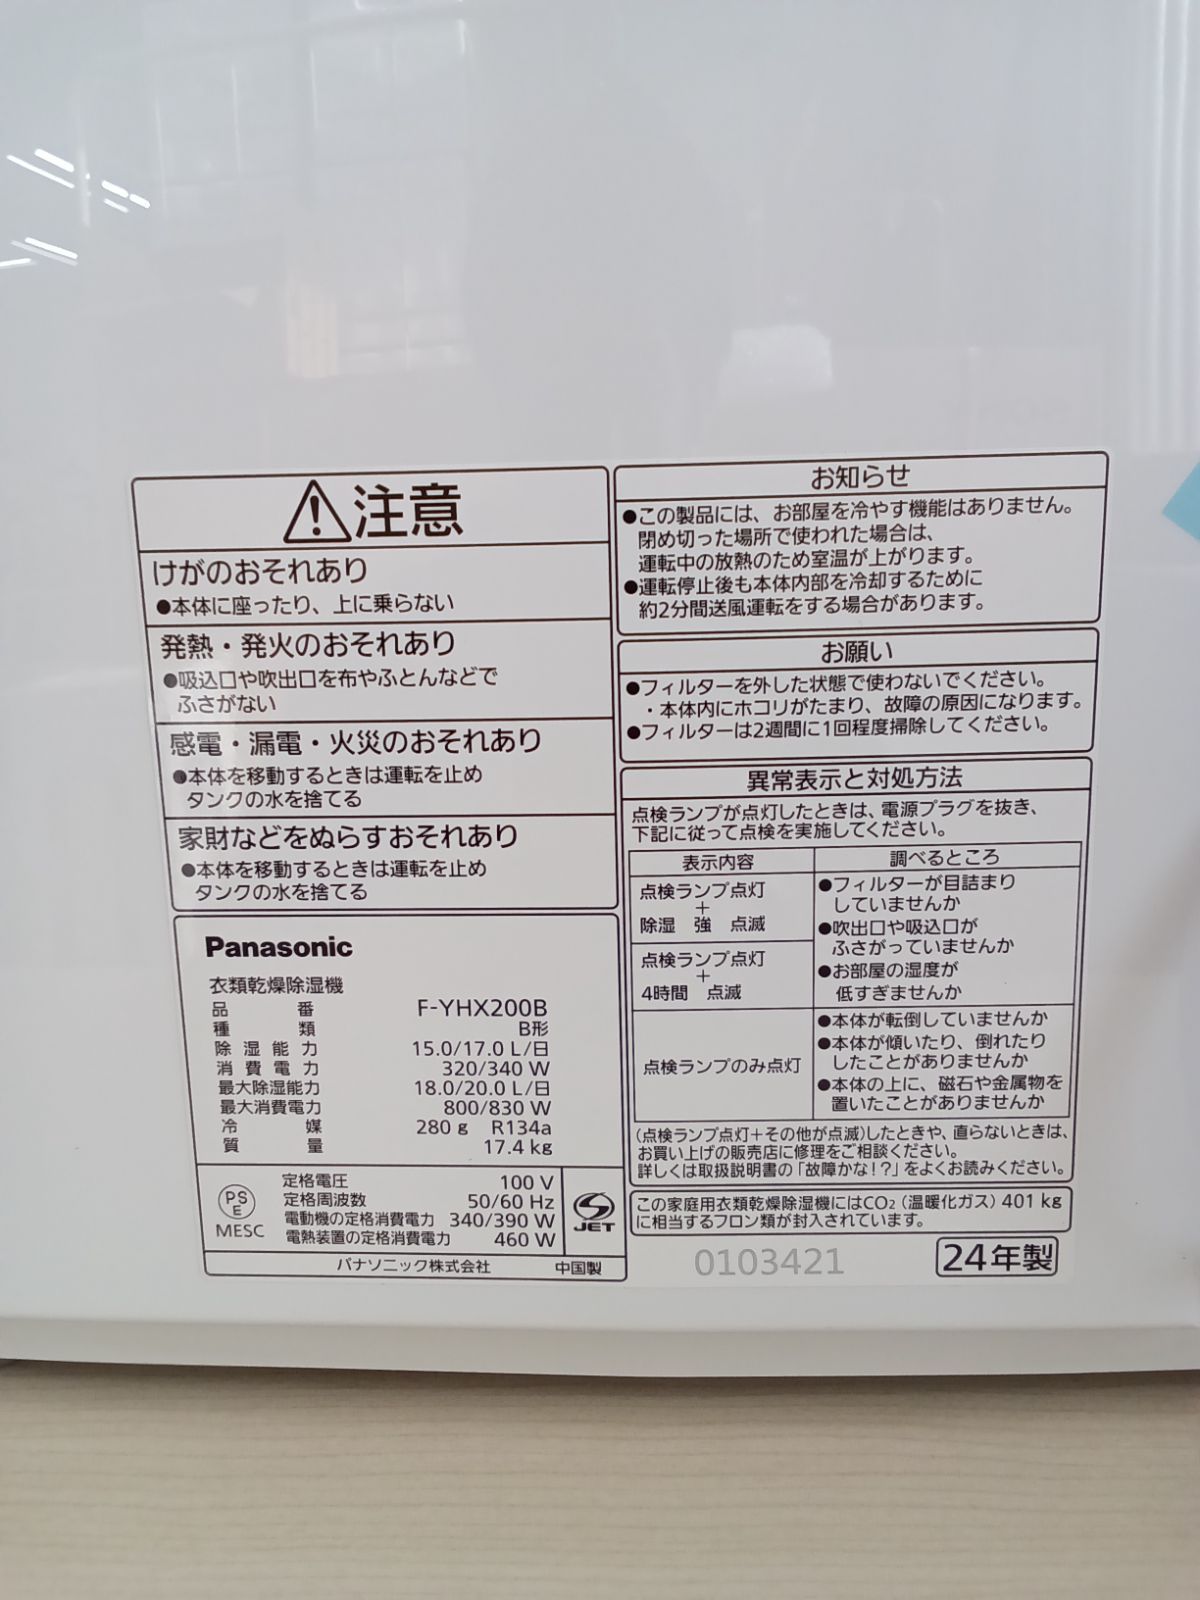 注意
けがのおそれあり
●本体に座ったり、上に乗らない
発熱・発火のおそれあり
●吸込口や吹出口を布やふとんなどで
ふさがない
感電・漏電・火災のおそれあり
●本体を移動するときは運転を止め
タンクの水を捨てる
家財などをぬらすおそれあり
●本体を移動するときは運転を止め
タンクの水を捨てる
Panasonic
衣類乾燥除湿機
品番 F-YHX200B
種類 B形
除湿能力 15.0/17.0 L/日
消費電力 320/340 W
最大除湿能力 18.0/20.0 L/日
最大消費電力 800/830 W
冷媒 280 g R134a
質量 17.4 kg
PS
E
MESC
定格電圧 100 V
定格周波数 50/60 Hz
電動機の定格消費電力 340/390 W
電熱装置の定格消費電力 460 W
JET
パナソニック株式会社 中国製
お知らせ
●この製品には、お部屋を冷やす機能はありません。
閉め切った場所で使われた場合は、
運転中の放熱のため室温が上がります。
●運転停止後も本体内部を冷却するために
約2分間送風運転をする場合があります。
お願い
●フィルターを外した状態で使わないでください。
・本体内にホコリがたまり、故障の原因になります。
●フィルターは2週間に1回程度掃除してください。
異常表示と対処方法
点検ランプが点灯したときは、電源プラグを抜き、
下記に従って点検を実施してください。
表示内容 調べるところ
点検ランプ点灯
+
除湿 強 点滅
点検ランプ点灯
+
4時間 点滅
●フィルターが目詰まり
していませんか
●吹出口や吸込口が
ふさがっていませんか
●お部屋の湿度が
低すぎませんか
点検ランプのみ点灯
●本体が転倒していませんか
●本体が傾いたり、倒れたり
したことがありませんか
●本体の上に、磁石や金属物を
置いたことがありませんか
(点検ランプ点灯+その他が点滅)したときや、直らないときは、
お買い上げの販売店に修理をご相談ください。
詳しくは取扱説明書の「故障かな!?」をよくお読みください。
この家庭用衣類乾燥除湿機にはCO₂(温暖化ガス) 401 kg
に相当するフロン類が封入されています。
0103421
24年製